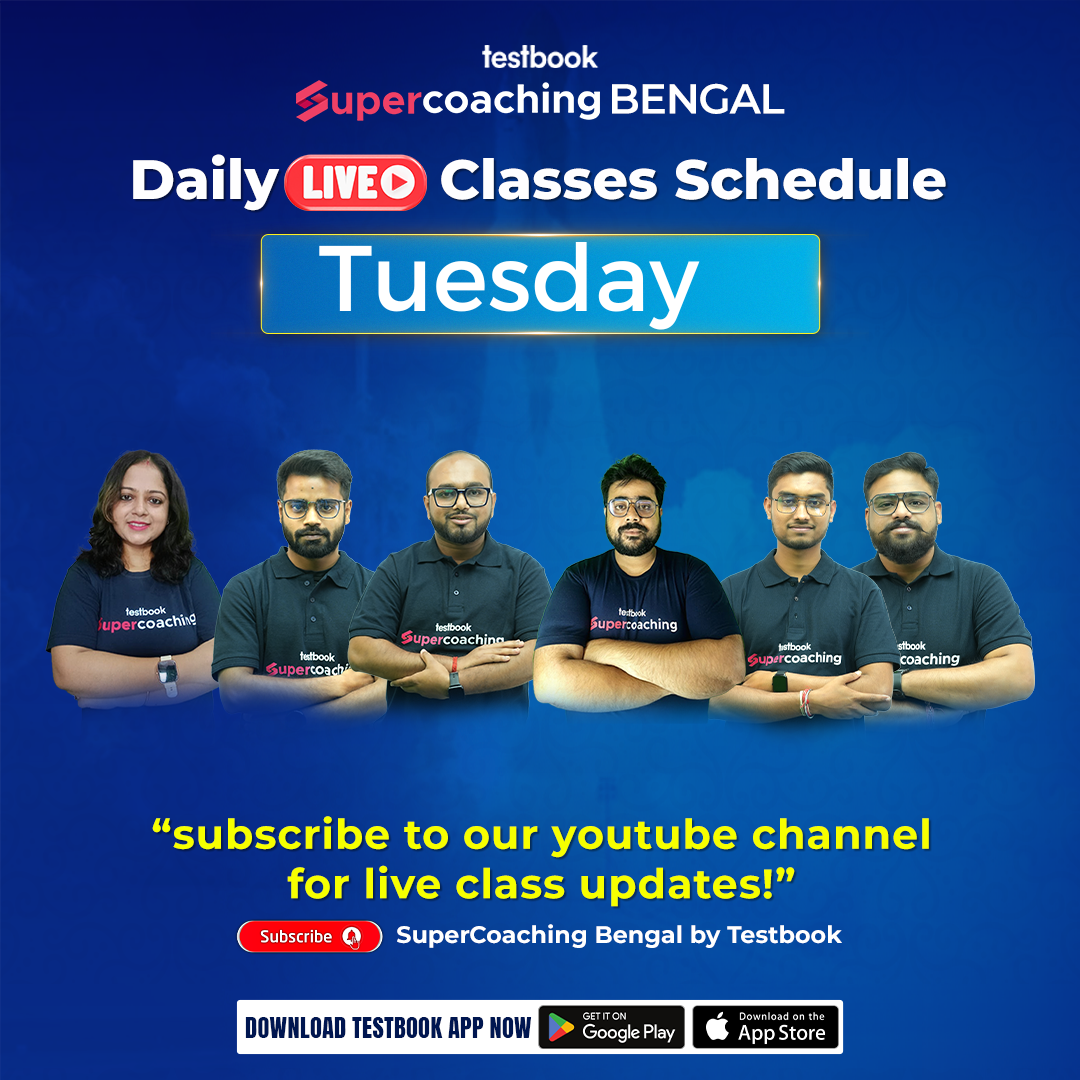 testbook
Supercoaching BENGAL
Daily LIVE Classes Schedule
Tuesday
testbook
Supercoaching
testbook
Supercoachi
testbook
Supercoaching
testbook
Supercoaching
testbook
Supercoaching
stbook
coaching
“subscribe to our youtube channel
for live class updates!”
Subscribe SuperCoaching Bengal by Testbook
DOWNLOAD TESTBOOK APP NOW
GET IT ON
Google Play
Download on the
App Store